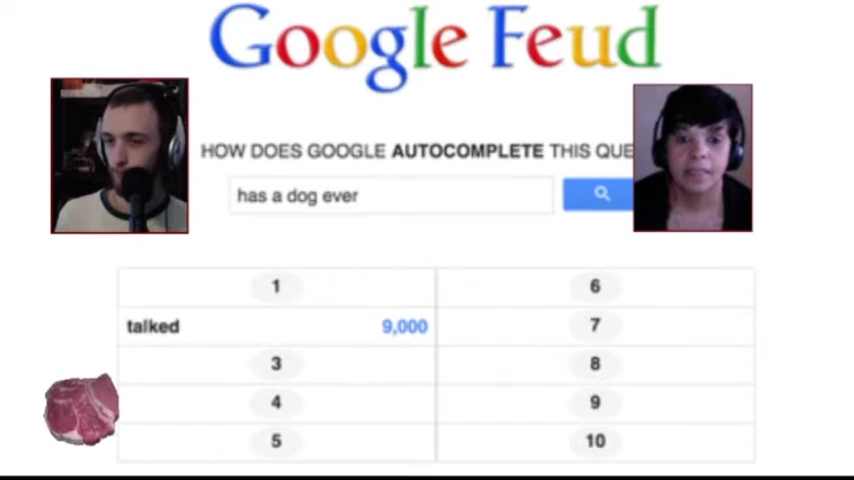 Google Feud
HOW DOES GOOGLE AUTOCOMPLETE THIS QUE
has a dog ever
1 6
talked 9,000 7
3 8
4 9
5 10